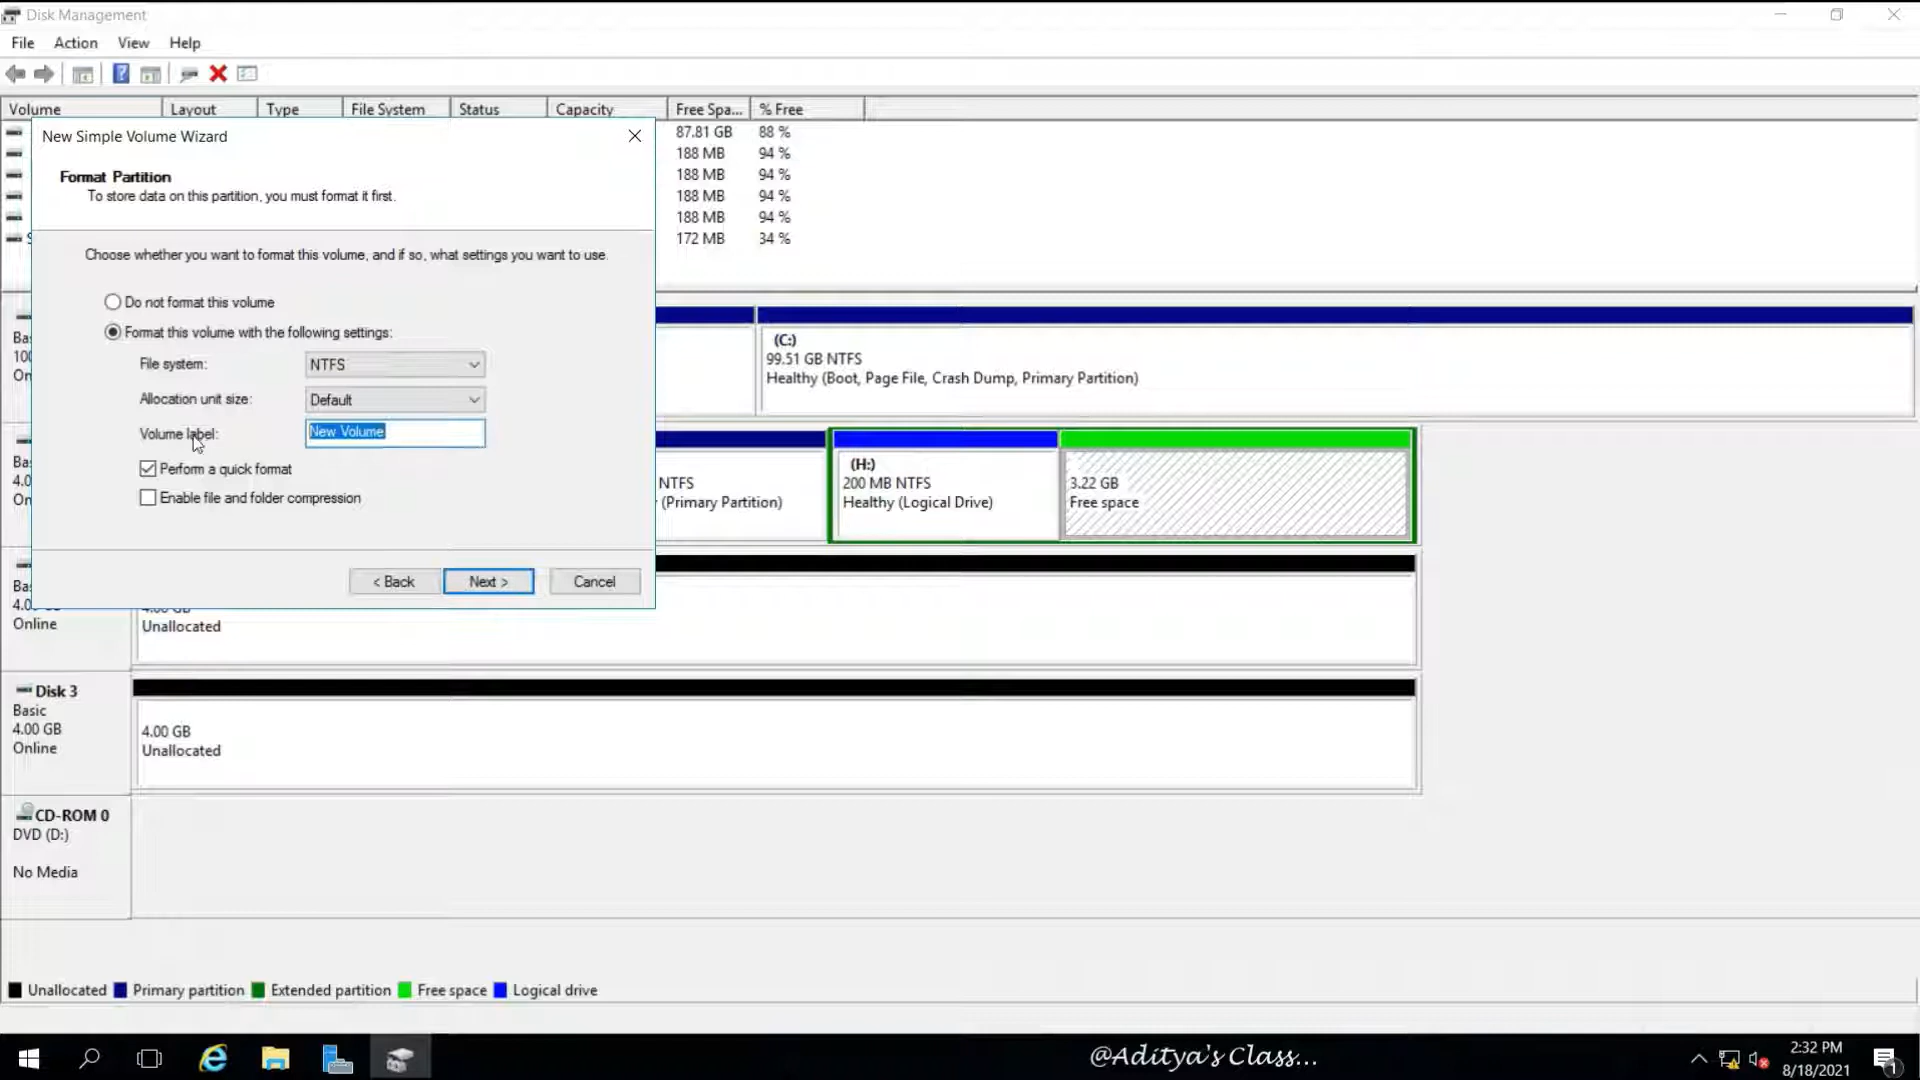 Disk Management
File Action View Help
Volume Layout Type File System Status Capacity Free Spa... % Free
87.81 GB 88 %
188 MB 94 %
188 MB 94 %
188 MB 94 %
188 MB 94 %
172 MB 34 %
New Simple Volume Wizard
Format Partition
To store data on this partition, you must format it first.
Choose whether you want to format this volume, and if so, what settings you want to use.
Do not format this volume
Format this volume with the following settings:
File system: NTFS
Allocation unit size: Default
Volume label: New Volume
Perform a quick format
Enable file and folder compression
< Back Next > Cancel
(C:)
99.51 GB NTFS
Healthy (Boot, Page File, Crash Dump, Primary Partition)
NTFS
(Primary Partition)
(H:)
200 MB NTFS
Healthy (Logical Drive)
3.22 GB
Free space
Online
Unallocated
Disk 3
Basic
4.00 GB
Online
4.00 GB
Unallocated
CD-ROM 0
DVD (D:)
No Media
Unallocated Primary partition Extended partition Free space Logical drive
@Aditya's Class...
2:32 PM
8/18/2021
1